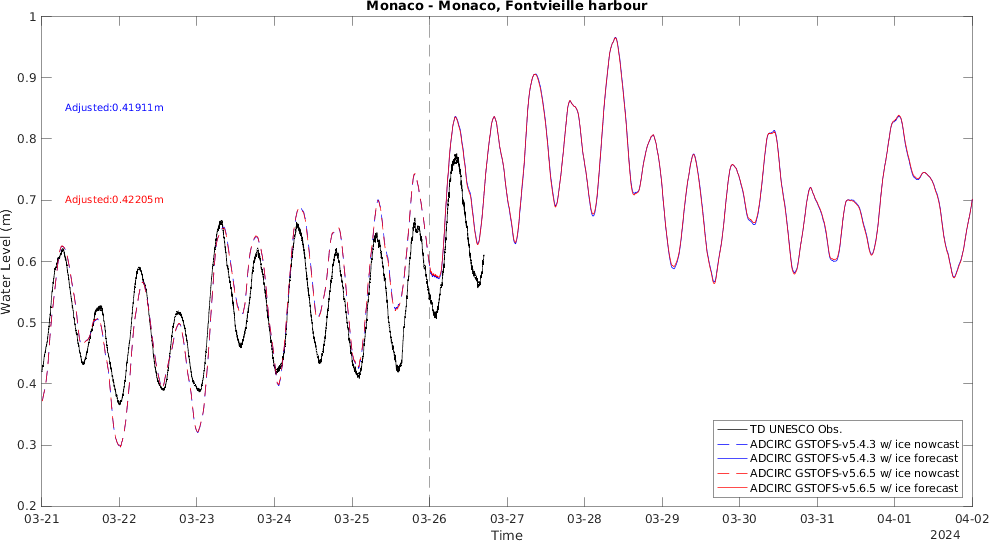 Monaco - Monaco, Fontvieille harbour
1
0.9
0.8
0.7
0.6
0.5
0.4
0.3
0.2
Water Level (m)
Adjusted:0.41911m
Adjusted:0.42205m
TD UNESCO Obs.
ADCIRC GSTOFS-v5.4.3 w/ ice nowcast
ADCIRC GSTOFS-v5.4.3 w/ ice forecast
ADCIRC GSTOFS-v5.6.5 w/ ice nowcast
ADCIRC GSTOFS-v5.6.5 w/ ice forecast
03-21 03-22 03-23 03-24 03-25 03-26 03-27 03-28 03-29 03-30 03-31 04-01 04-02
Time
2024